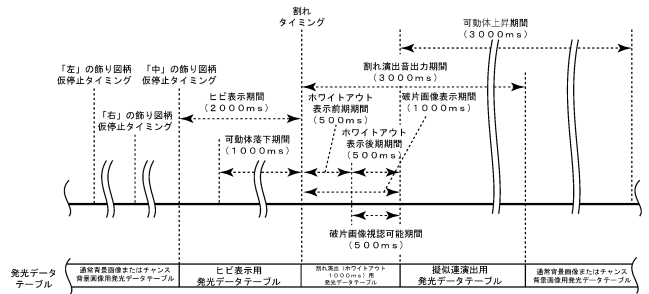 割れ
タイミング
可動体上昇期間
(3000ms)
「左」の飾り図柄
仮停止タイミング
「中」の飾り図柄
仮停止タイミング
割れ演出音出力期間
(3000ms)
ヒビ表示期間
(2000ms)
ホワイトアウト
表示前期期間
(500ms)
破片画像表示期間
(1000ms)
「右」の飾り図柄
仮停止タイミング
ホワイトアウト
表示後期期間
(500ms)
可動体落下期間
(1000ms)
破片画像視認可能期間
(500ms)
発光データ
テーブル
通常背景画像またはチャンス
背景画像用発光データテーブル
ヒビ表示用
発光データテーブル
割れ演出(ホワイトアウト
1000ms)用
発光データテーブル
擬似連演出用
発光データテーブル
通常背景画像またはチャンス
背景画像用発光データテーブル